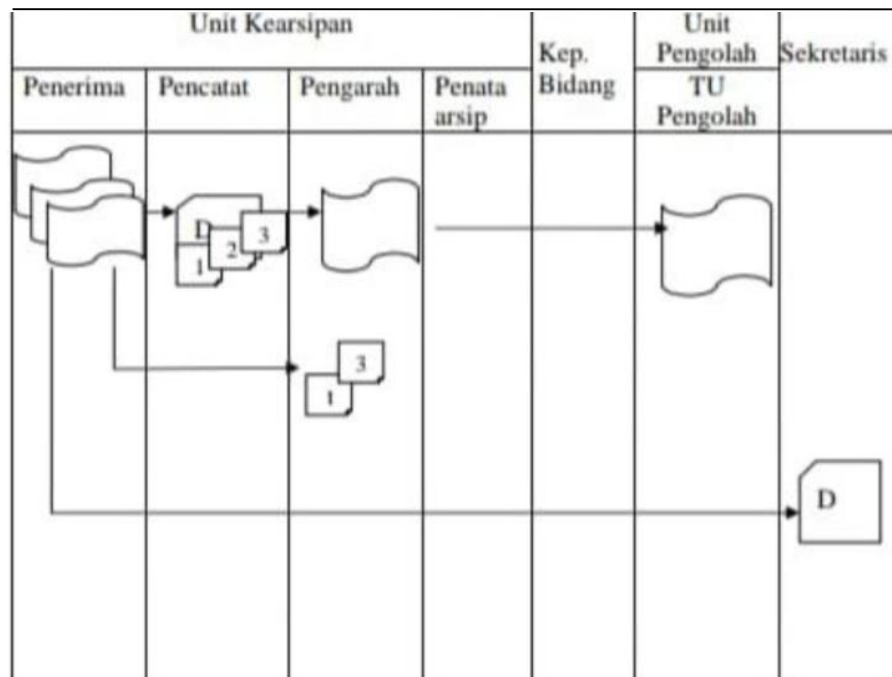 Unit Kearsipan
Kep.
Bidang
Unit
Pengolah
Sekretaris
Penerima
Pencatat
Pengarah
Penata
arsip
TU
Pengolah
D
1
2
3
3
1
D